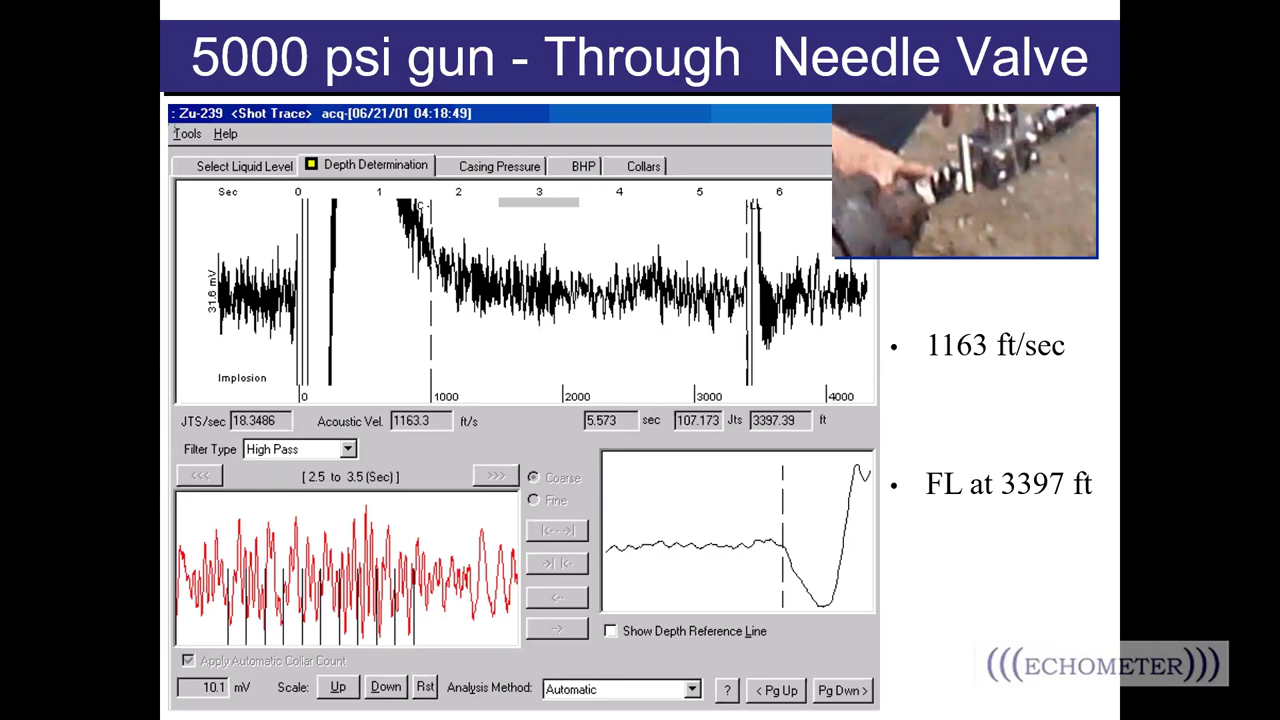 5000 psi gun - Through Needle Valve
: Zu-239 <Shot Trace> acq-[06/21/01 04:18:49]
Tools Help
Select Liquid Level Depth Determination Casing Pressure BHP Collars
Sec 0 1 2 3 4 5 6
31.6 mV
Implosion
0 1000 2000 3000 4000
JTS/sec 18.3486 Acoustic Vel. 1163.3 ft/s 5.573 sec 107.173 Jts 3397.39 ft
Filter Type High Pass
<<< [ 2.5 to 3.5 (Sec) ] >>>
Coarse
Fine
|<- - ->|
->| |<-
<--
-->
Show Depth Reference Line
Apply Automatic Collar Count
10.1 mV Scale: Up Down Rst Analysis Method: Automatic ? < Pg Up Pg Dwn >
• 1163 ft/sec
• FL at 3397 ft
(((ECHOMETER)))